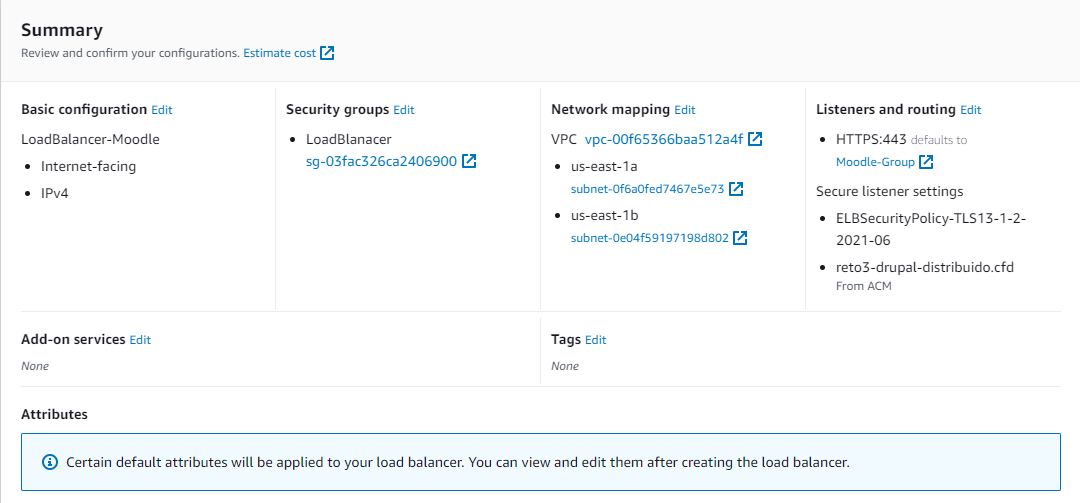 Summary
Review and confirm your configurations. Estimate cost
Basic configuration Edit
LoadBalancer-Moodle
Internet-facing
IPv4
Security groups Edit
LoadBlanacer
sg-03fac326ca2406900
Network mapping Edit
VPC vpc-00f65366baa512a4f
us-east-1a
subnet-0f6a0fed7467e5e73
us-east-1b
subnet-0e04f59197198d802
Listeners and routing Edit
HTTPS:443 defaults to
Moodle-Group
Secure listener settings
ELBSecurityPolicy-TLS13-1-2-
2021-06
reto3-drupal-distribuido.cfd
From ACM
Add-on services Edit
None
Tags Edit
None
Attributes
Certain default attributes will be applied to your load balancer. You can view and edit them after creating the load balancer.